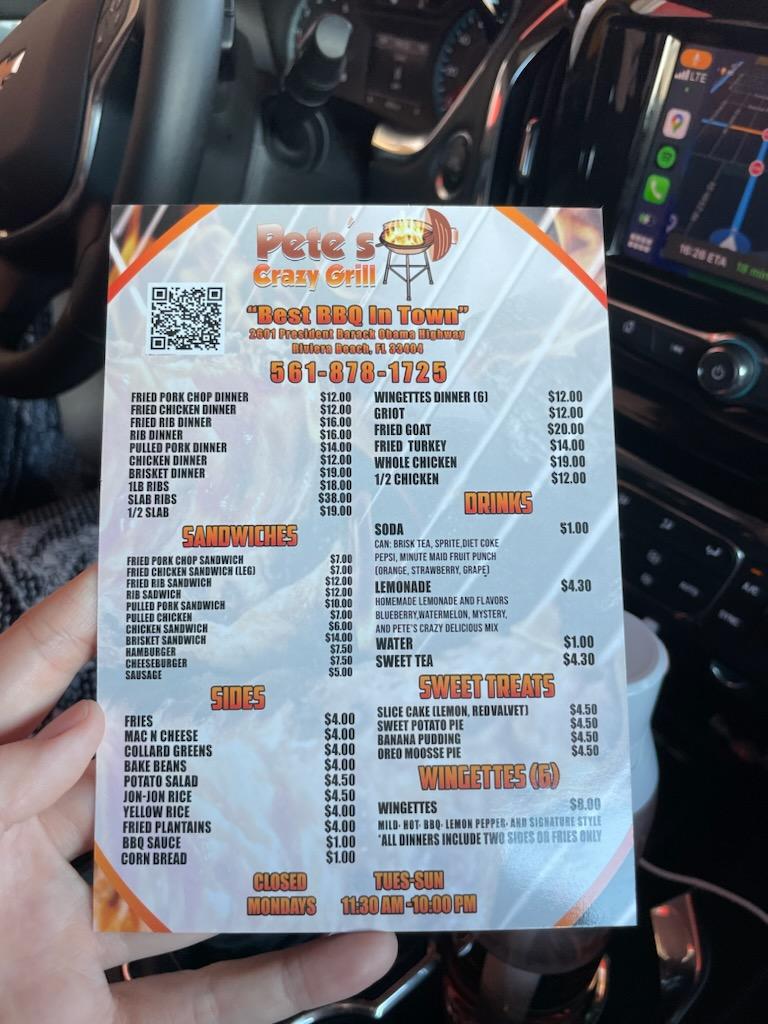 Pete's
Crazy Grill
"Best BBQ In Town"
2601 President Barack Obama Highway
Riviera Beach, FL 33404
561-878-1725
FRIED PORK CHOP DINNER $12.00
FRIED CHICKEN DINNER $12.00
FRIED RIB DINNER $16.00
RIB DINNER $16.00
PULLED PORK DINNER $14.00
CHICKEN DINNER $12.00
BRISKET DINNER $19.00
1LB RIBS $18.00
SLAB RIBS $38.00
1/2 SLAB $19.00
SANDWICHES
FRIED PORK CHOP SANDWICH $7.00
FRIED CHICKEN SANDWICH (LEG) $7.00
FRIED RIB SANDWICH $12.00
RIB SADWICH $12.00
PULLED PORK SANDWICH $10.00
PULLED CHICKEN $7.00
CHICKEN SANDWICH $6.00
BRISKET SANDWICH $14.00
HAMBURGER $7.50
CHEESEBURGER $7.50
SAUSAGE $5.00
SIDES
FRIES $4.00
MAC N CHEESE $4.00
COLLARD GREENS $4.00
BAKE BEANS $4.00
POTATO SALAD $4.50
JON-JON RICE $4.50
YELLOW RICE $4.00
FRIED PLANTAINS $4.00
BBQ SAUCE $1.00
CORN BREAD $1.00
WINGETTES DINNER (6) $12.00
GRIOT $12.00
FRIED GOAT $20.00
FRIED TURKEY $14.00
WHOLE CHICKEN $19.00
1/2 CHICKEN $12.00
DRINKS
SODA $1.00
CAN: BRISK TEA, SPRITE,DIET COKE
PEPSI, MINUTE MAID FRUIT PUNCH
(ORANGE, STRAWBERRY, GRAPE)
LEMONADE $4.30
HOMEMADE LEMONADE AND FLAVORS
BLUEBERRY,WATERMELON, MYSTERY,
AND PETE'S CRAZY DELICIOUS MIX
WATER $1.00
SWEET TEA $4.30
SWEET TREATS
SLICE CAKE (LEMON, REDVALVET) $4.50
SWEET POTATO PIE $4.50
BANANA PUDDING $4.50
OREO MOOSSE PIE $4.50
WINGETTES (6)
WINGETTES $8.00
MILD, HOT, BBQ, LEMON PEPPER, AND SIGNATURE STYLE
*ALL DINNERS INCLUDE TWO SIDES OR FRIES ONLY
CLOSED
MONDAYS
TUES-SUN
11:30 AM -10:00 PM
LTE
16:26 ETA